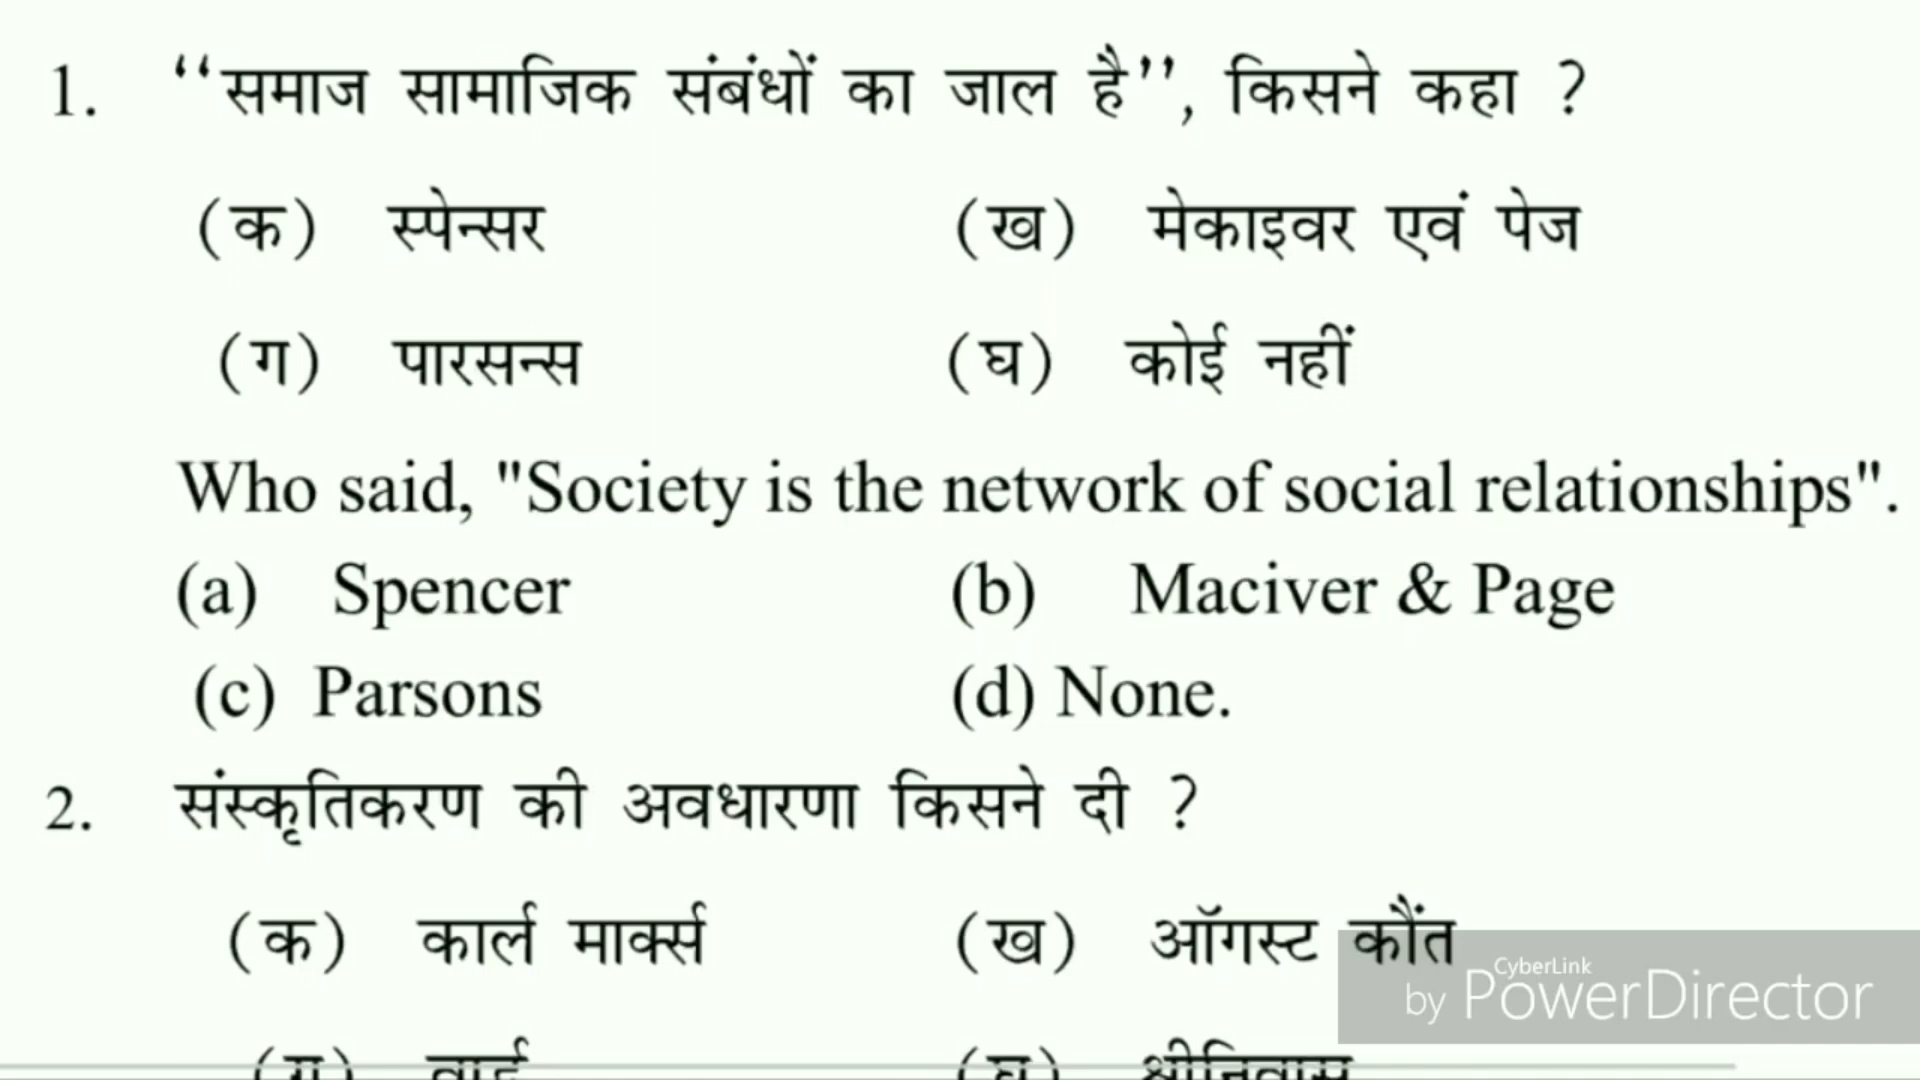 1. ‘‘समाज सामाजिक संबंधों का जाल है’’, किसने कहा ?
(क) स्पेन्सर (ख) मेकाइवर एवं पेज
(ग) पारसन्स (घ) कोई नहीं
Who said, "Society is the network of social relationships".
(a) Spencer (b) Maciver & Page
(c) Parsons (d) None.
2. संस्कृतिकरण की अवधारणा किसने दी ?
(क) कार्ल मार्क्स (ख) ऑगस्ट कौंत
CyberLink
by PowerDirector
(ग) (घ) श्रीनिवास